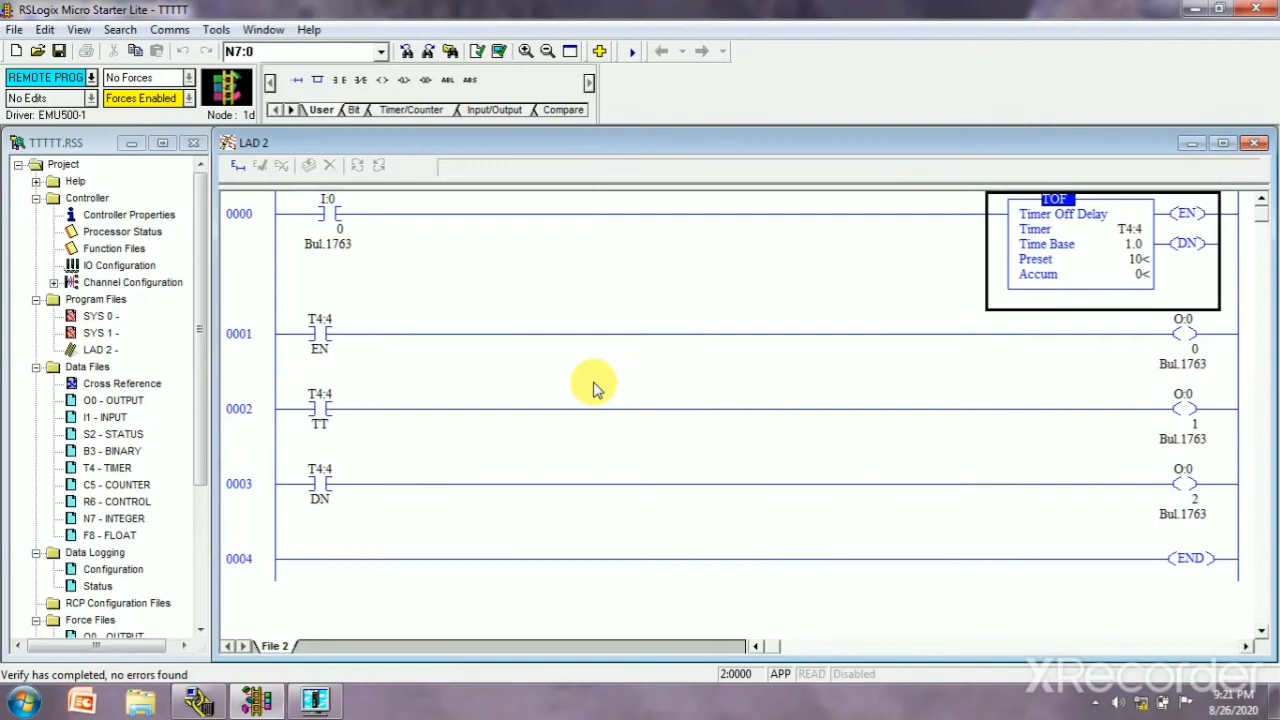 RSLogix Micro Starter Lite - TTTTT
File Edit View Search Comms Tools Window Help
N7:0
REMOTE PROG No Forces
No Edits Forces Enabled
Driver: EMU500-1 Node : 1d
ABL ABS
User Bit Timer/Counter Input/Output Compare
TTTTT.RSS
Project
Help
Controller
Controller Properties
Processor Status
Function Files
IO Configuration
Channel Configuration
Program Files
SYS 0 -
SYS 1 -
LAD 2 -
Data Files
Cross Reference
O0 - OUTPUT
I1 - INPUT
S2 - STATUS
B3 - BINARY
T4 - TIMER
C5 - COUNTER
R6 - CONTROL
N7 - INTEGER
F8 - FLOAT
Data Logging
Configuration
Status
RCP Configuration Files
Force Files
O0 - OUTPUT
LAD 2
I:0 TOF
0000 Timer Off Delay EN
0 Timer T4:4
Bul.1763 Time Base 1.0 DN
Preset 10<
Accum 0<
T4:4 O:0
0001
EN 0
Bul.1763
T4:4 O:0
0002
TT 1
Bul.1763
T4:4 O:0
0003
DN 2
Bul.1763
0004 END
File 2
Verify has completed, no errors found 2:0000 APP READ Disabled
XRecorder
9:21 PM
8/26/2020